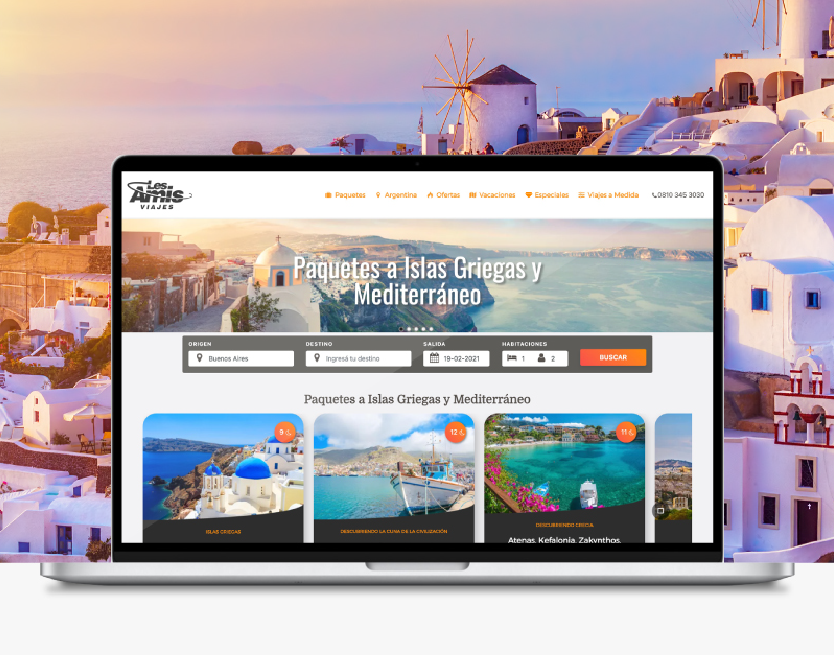 Les
Amis
VIAJES
Paquetes
Argentina
Ofertas
Vacaciones
Especiales
Viajes a Medida
0810 345 3030
Paquetes a Islas Griegas y
Mediterráneo
ORIGEN
Buenos Aires
DESTINO
Ingresá tu destino
SALIDA
19-02-2021
HABITACIONES
1
2
BUSCAR
Paquetes a Islas Griegas y Mediterráneo
9
12
11
ISLAS GRIEGAS
DESCUBRIENDO LA CUNA DE LA CIVILIZACIÓN
DESCUBRIENDO GRECIA
Atenas, Kefalonia, Zakynthos,